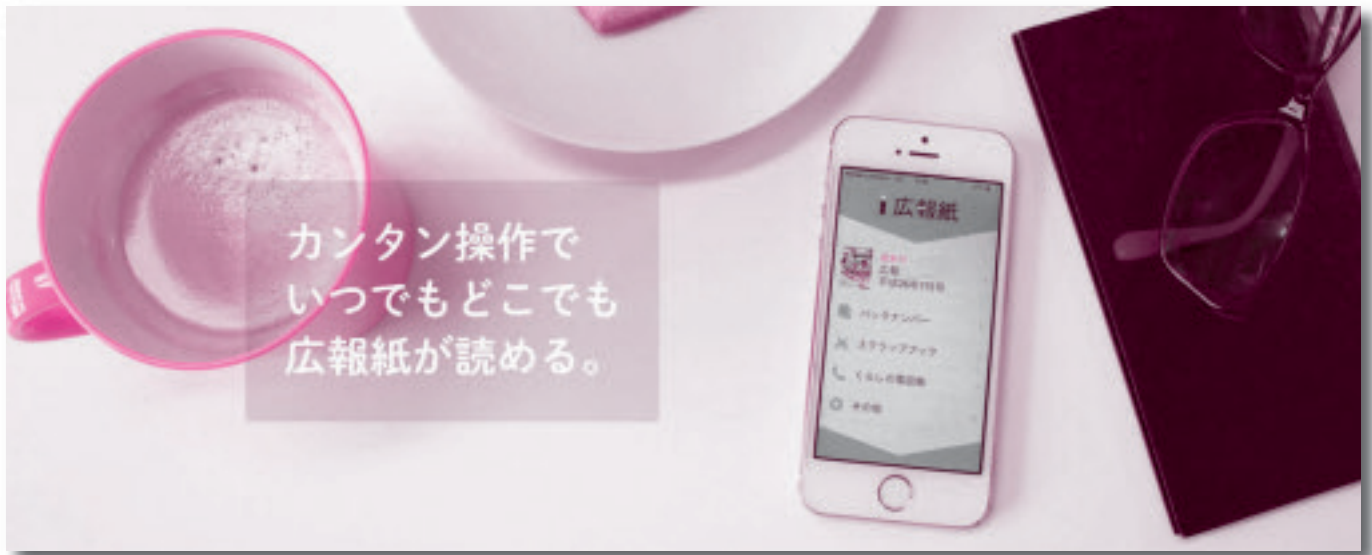 カンタン操作で
いつでもどこでも
広報紙が読める。
i 広報紙
広報
バックナンバー
スクラップブック
くらしの電話帳
その他